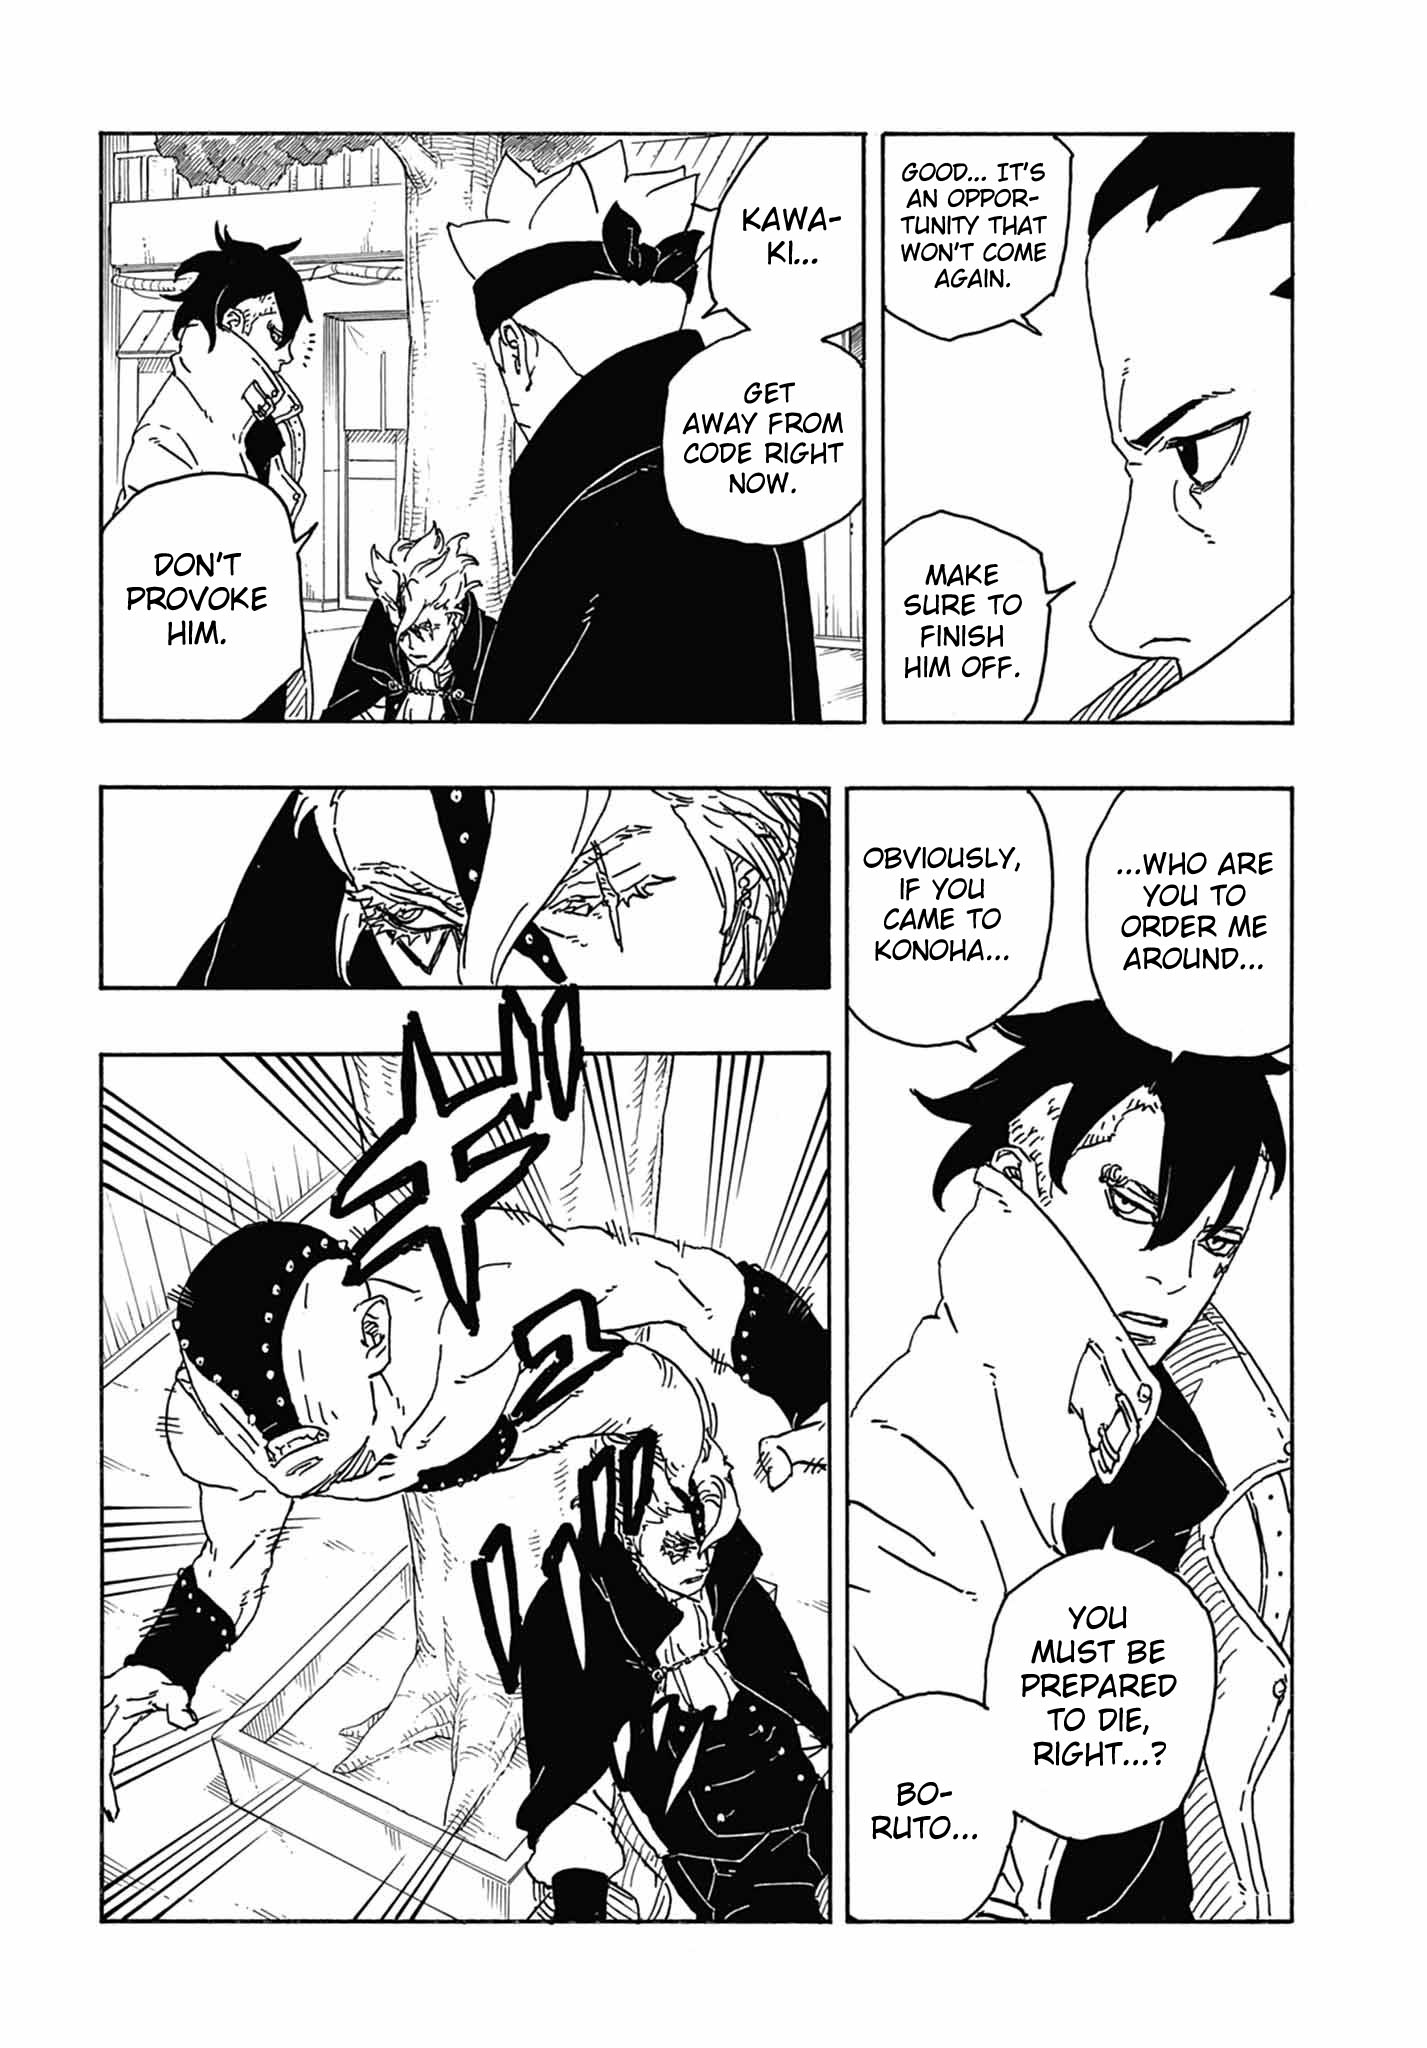 GOOD... IT'S
AN OPPOR-
TUNITY THAT
WON'T COME
AGAIN.
MAKE
SURE TO
FINISH
HIM OFF.
KAWA-
KI...
GET
AWAY FROM
CODE RIGHT
NOW.
DON'T
PROVOKE
HIM.
...WHO ARE
YOU TO
ORDER ME
AROUND...
OBVIOUSLY,
IF YOU
CAME TO
KONOHA...
YOU
MUST BE
PREPARED
TO DIE,
RIGHT...?
BO-
RUTO...
ギュ